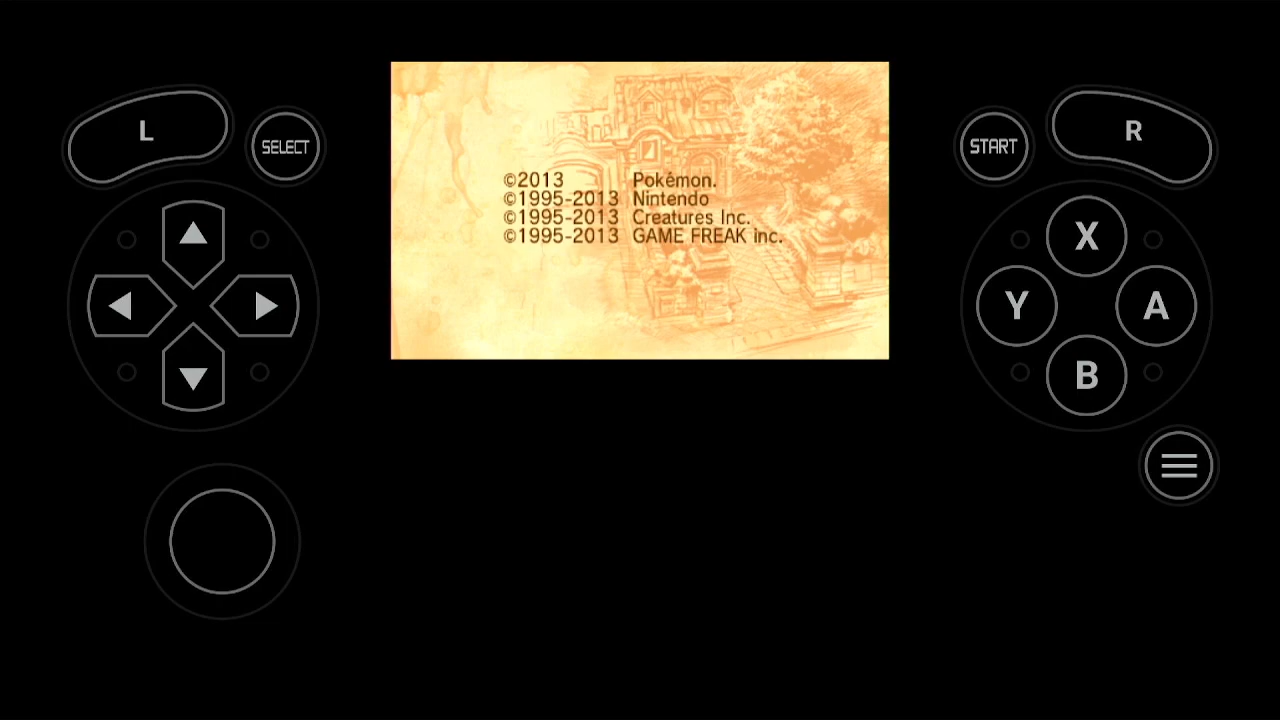 L
SELECT
START
R
©2013 Pokémon.
©1995-2013 Nintendo
©1995-2013 Creatures Inc.
©1995-2013 GAME FREAK inc.
X
Y
A
B